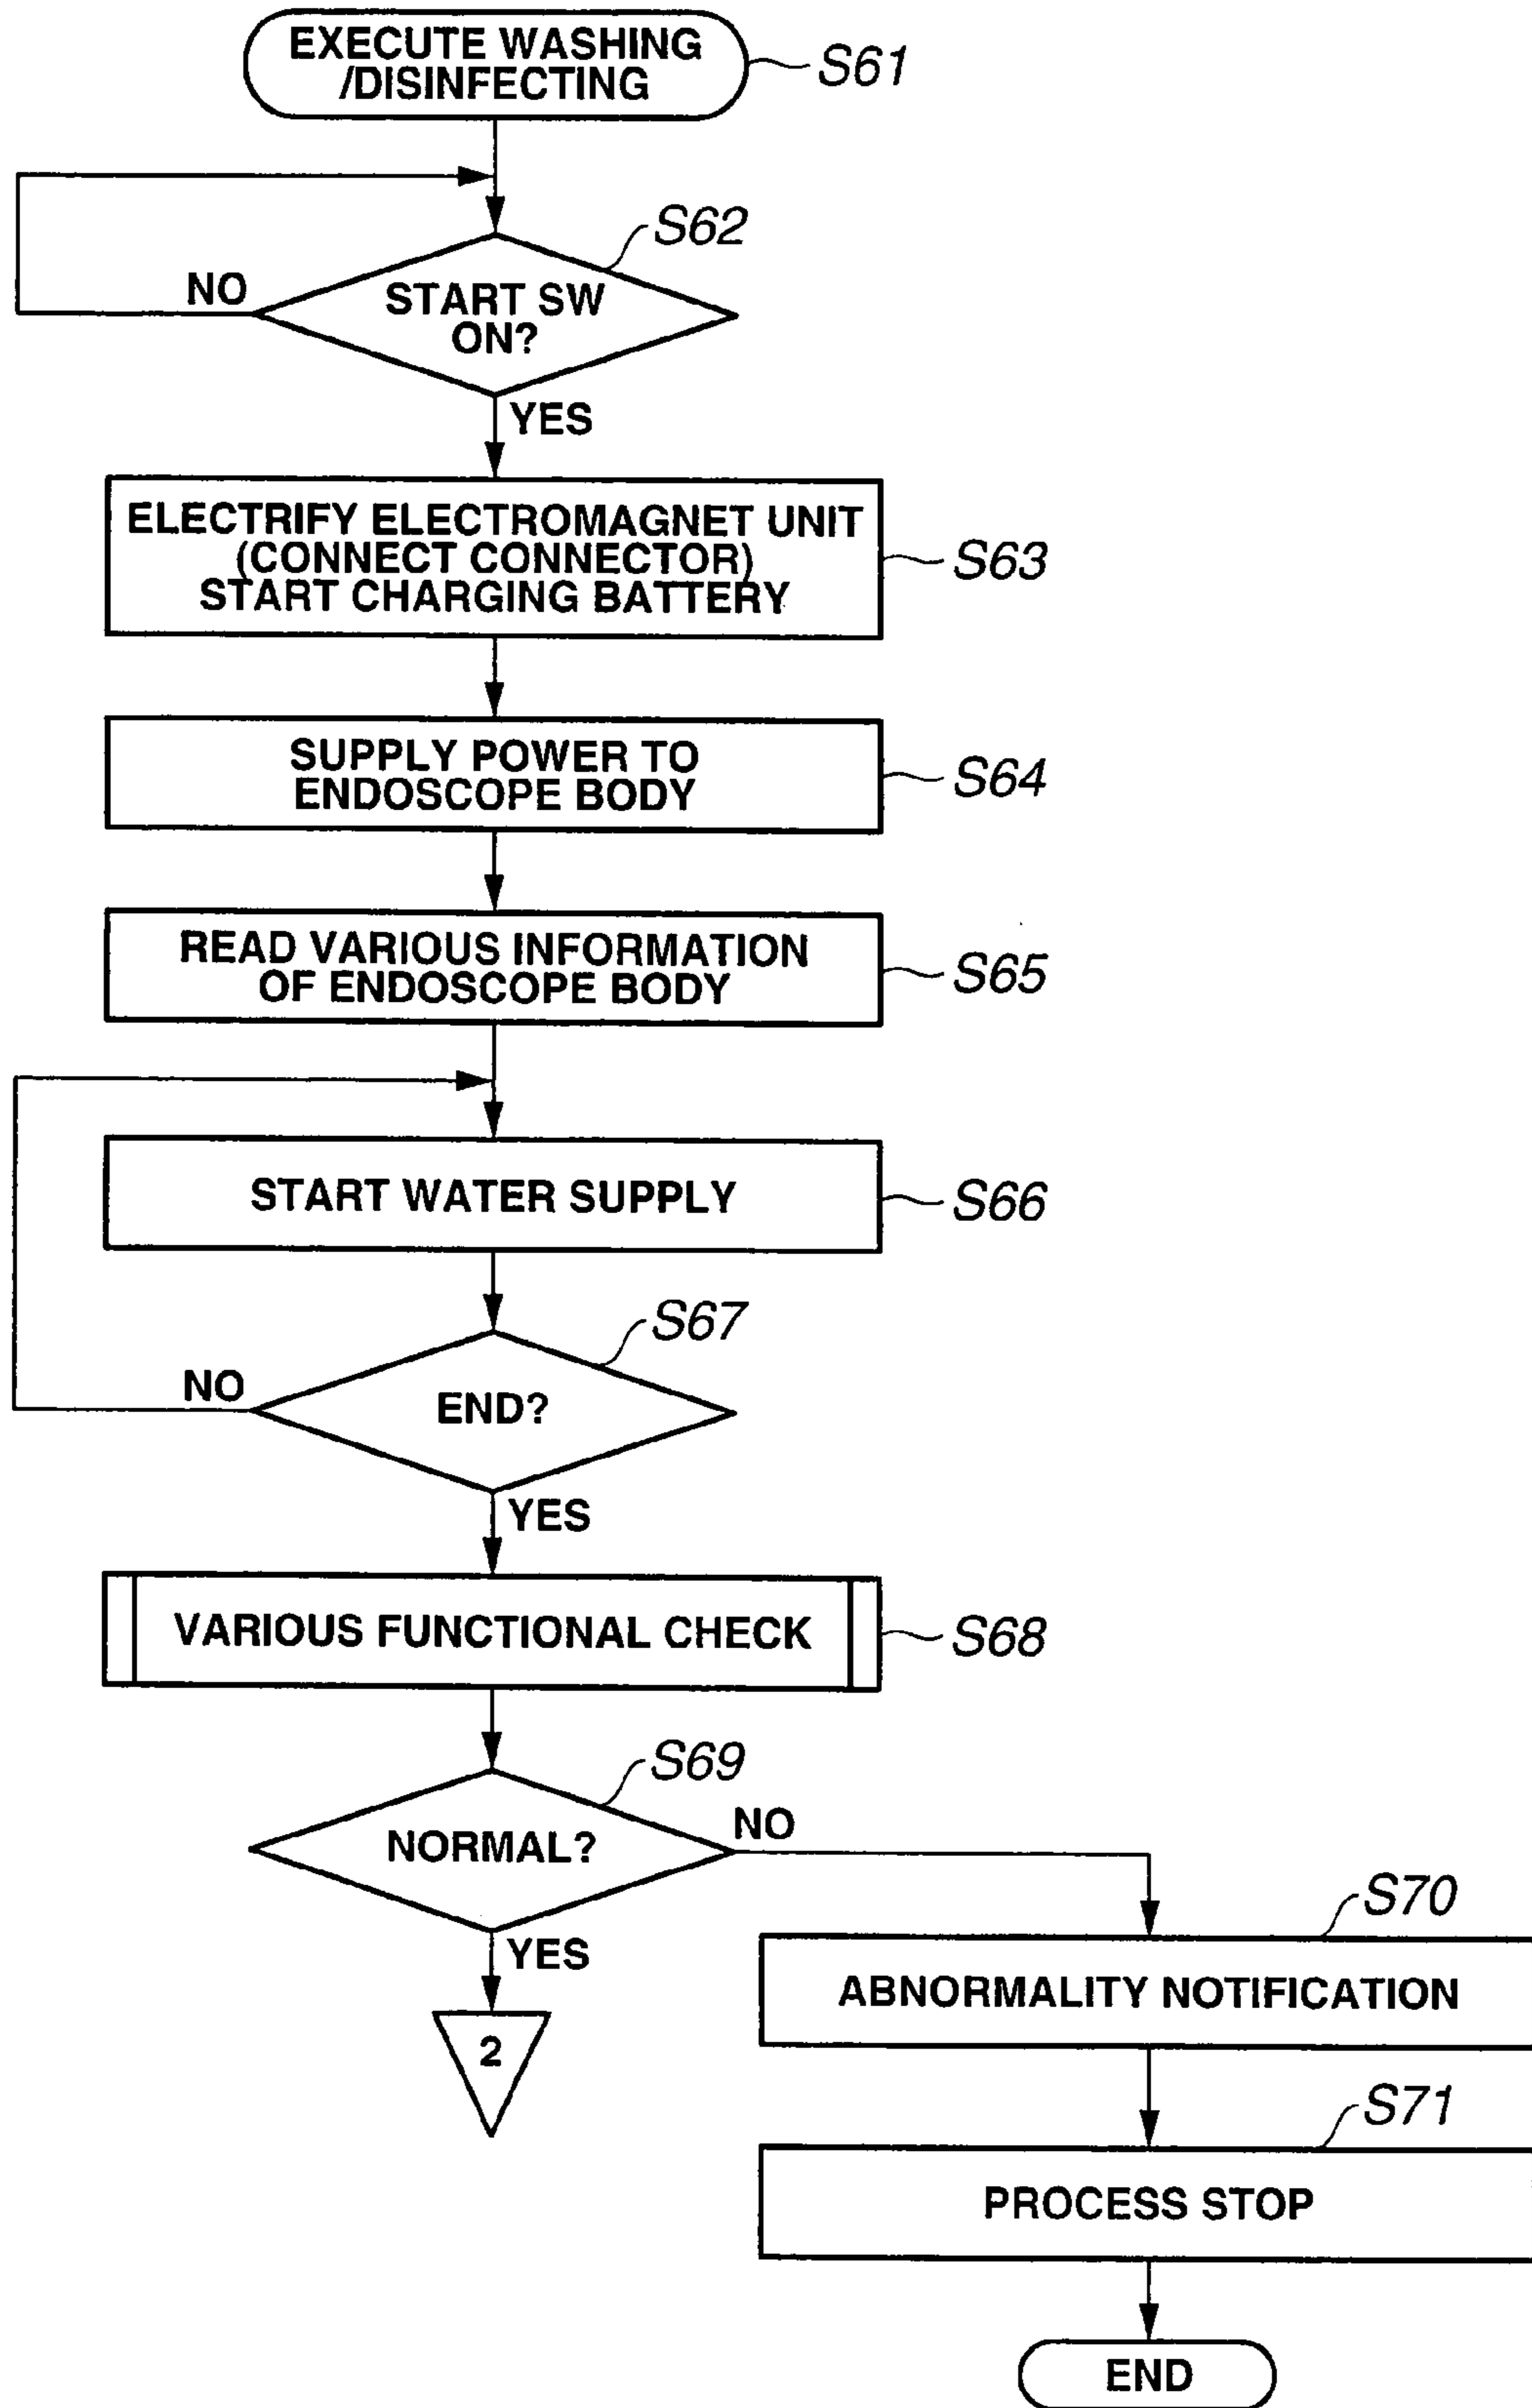 EXECUTE WASHING
/DISINFECTING
S61
S62
NO
START SW
ON?
YES
ELECTRIFY ELECTROMAGNET UNIT
(CONNECT CONNECTOR)
START CHARGING BATTERY
S63
SUPPLY POWER TO
ENDOSCOPE BODY
S64
READ VARIOUS INFORMATION
OF ENDOSCOPE BODY
S65
START WATER SUPPLY
S66
S67
NO
END?
YES
VARIOUS FUNCTIONAL CHECK
S68
S69
NORMAL?
NO
YES
2
S70
ABNORMALITY NOTIFICATION
S71
PROCESS STOP
END